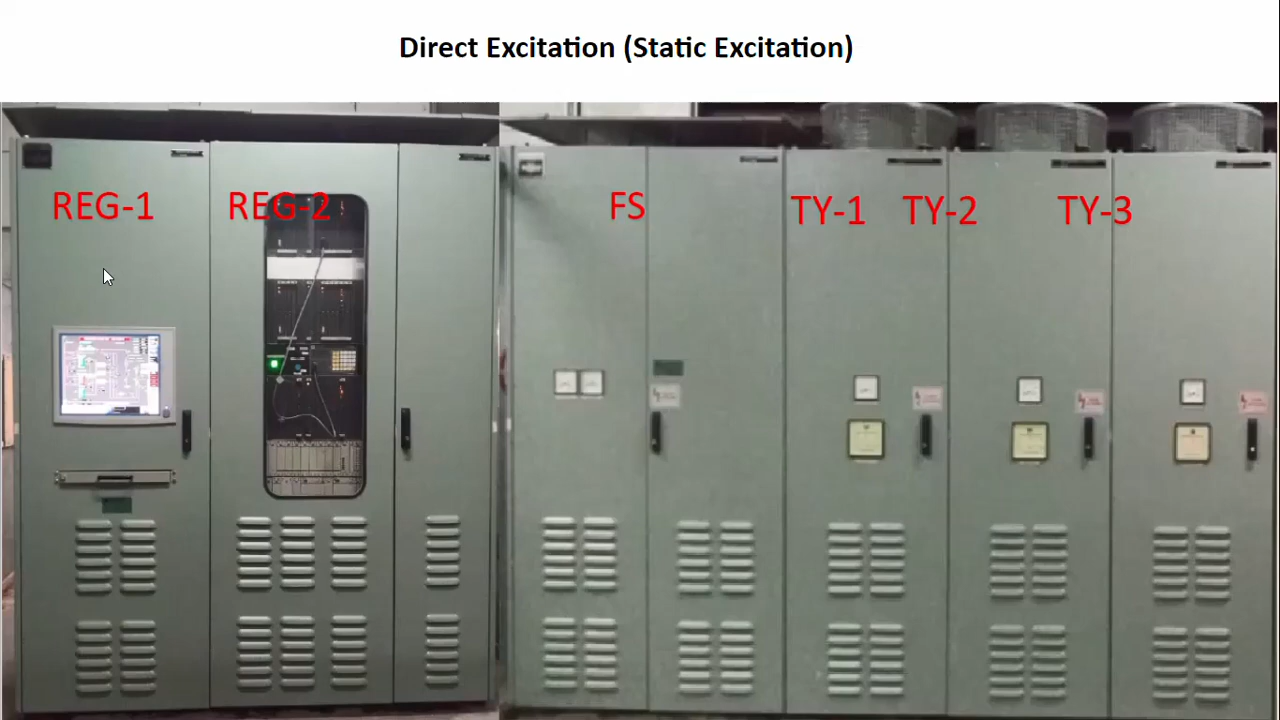 Direct Excitation (Static Excitation)
REG-1 REG-2 FS TY-1 TY-2 TY-3